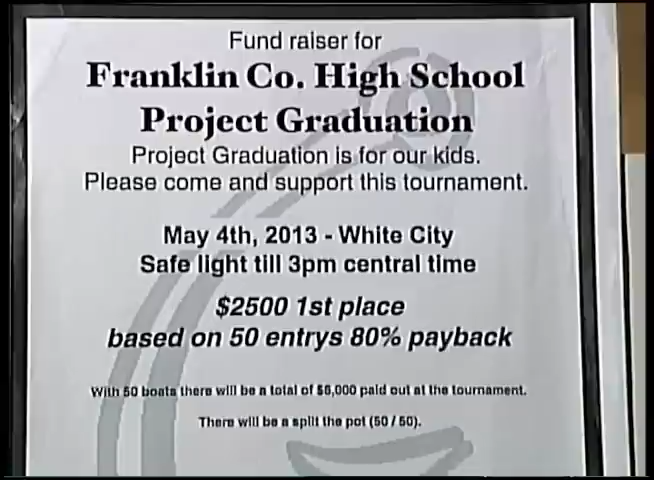 Fund raiser for
Franklin Co. High School
Project Graduation
Project Graduation is for our kids.
Please come and support this tournament.
May 4th, 2013 - White City
Safe light till 3pm central time
$2500 1st place
based on 50 entrys 80% payback
With 50 boats there will be a total of $6,000 paid out at the tournament.
There will be a split the pot (50 / 50).